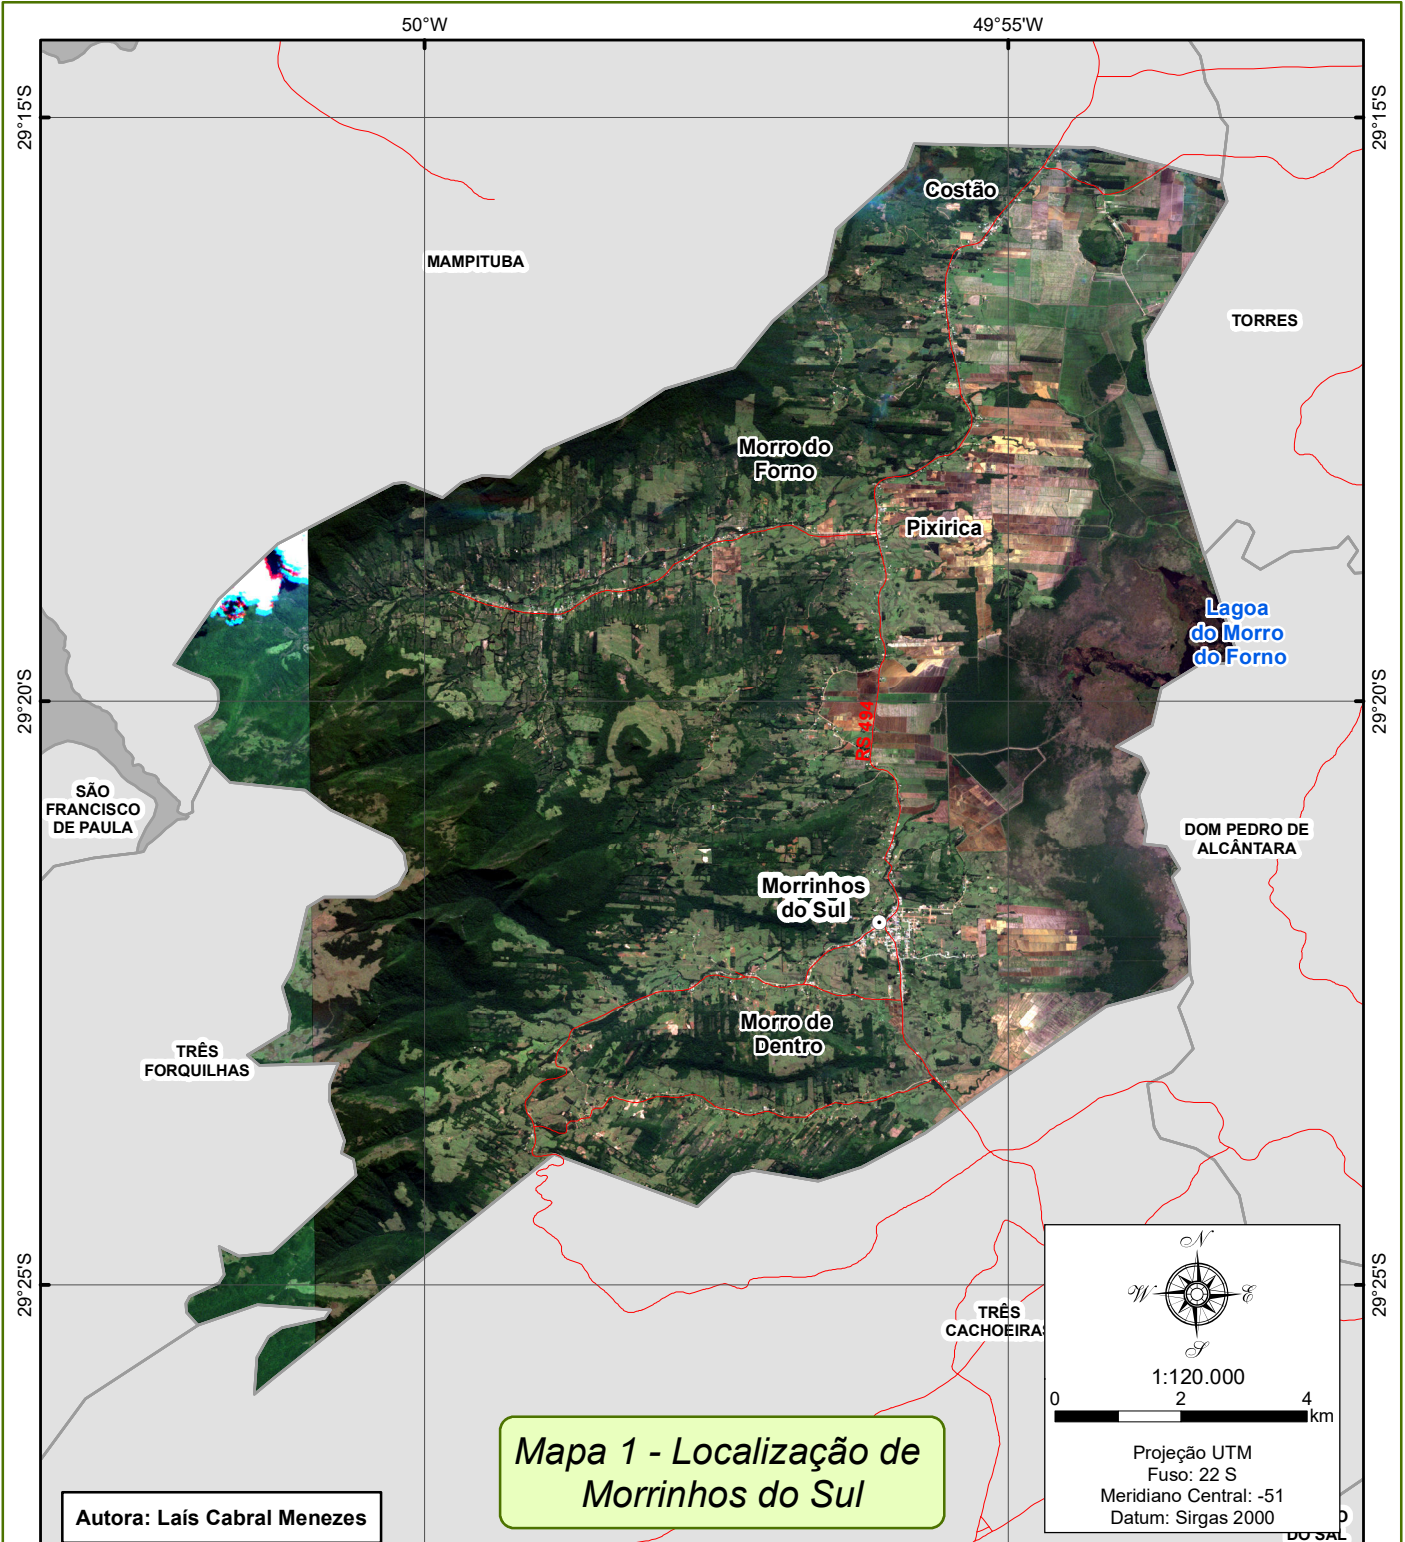 50°W
49°55'W
29°15'S
29°15'S
Costão
MAMPITUBA
TORRES
Morro do
Forno
Pixirica
Lagoa
do Morro
do Forno
29°20'S
29°20'S
RS 494
SÃO
FRANCISCO
DE PAULA
DOM PEDRO DE
ALCÂNTARA
Morrinhos
do Sul
Morro de
Dentro
TRÊS
FORQUILHAS
29°25'S
29°25'S
TRÊS
CACHOEIRAS
N
W
E
S
1:120.000
0
2
4
km
Projeção UTM
Fuso: 22 S
Meridiano Central: -51
Datum: Sirgas 2000
Mapa 1 - Localização de
Morrinhos do Sul
Autora: Laís Cabral Menezes
O
DO SAL